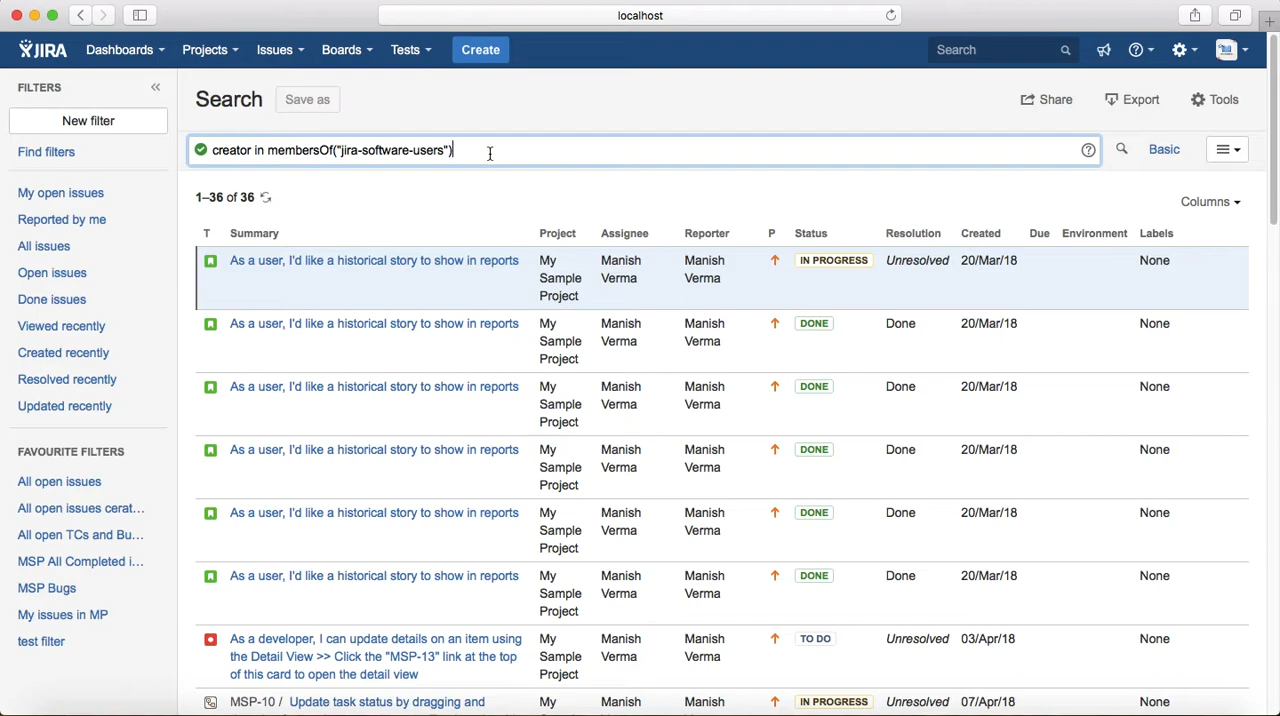 localhost
JIRA Dashboards Projects Issues Boards Tests Create Search
FILTERS
New filter
Find filters
My open issues
Reported by me
All issues
Open issues
Done issues
Viewed recently
Created recently
Resolved recently
Updated recently
FAVOURITE FILTERS
All open issues
All open issues cerat...
All open TCs and Bu...
MSP All Completed i...
MSP Bugs
My issues in MP
test filter
Search Save as Share Export Tools
creator in membersOf("jira-software-users") Basic
1–36 of 36 Columns
T Summary Project Assignee Reporter P Status Resolution Created Due Environment Labels
As a user, I'd like a historical story to show in reports My Manish Manish IN PROGRESS Unresolved 20/Mar/18 None
Sample Verma Verma
Project
As a user, I'd like a historical story to show in reports My Manish Manish DONE Done 20/Mar/18 None
Sample Verma Verma
Project
As a user, I'd like a historical story to show in reports My Manish Manish DONE Done 20/Mar/18 None
Sample Verma Verma
Project
As a user, I'd like a historical story to show in reports My Manish Manish DONE Done 20/Mar/18 None
Sample Verma Verma
Project
As a user, I'd like a historical story to show in reports My Manish Manish DONE Done 20/Mar/18 None
Sample Verma Verma
Project
As a user, I'd like a historical story to show in reports My Manish Manish DONE Done 20/Mar/18 None
Sample Verma Verma
Project
As a developer, I can update details on an item using My Manish Manish TO DO Unresolved 03/Apr/18 None
the Detail View >> Click the "MSP-13" link at the top Sample Verma Verma
of this card to open the detail view Project
MSP-10 / Update task status by dragging and My Manish Manish IN PROGRESS Unresolved 07/Apr/18 None